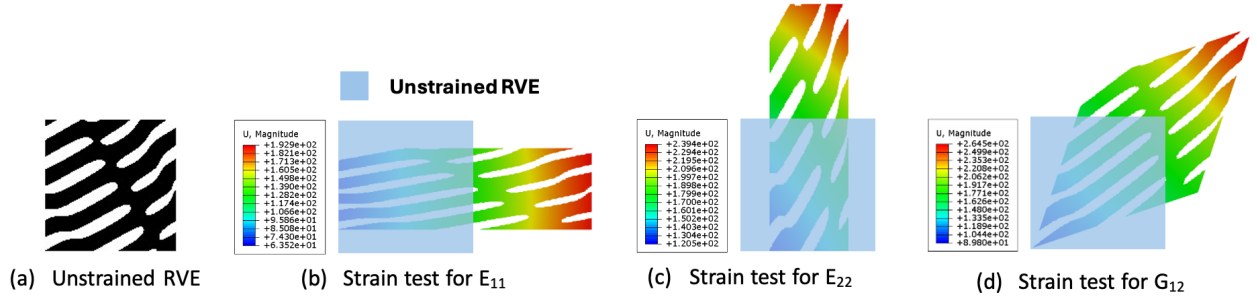 Unstrained RVE
U, Magnitude
+1.929e+02
+1.821e+02
+1.713e+02
+1.605e+02
+1.498e+02
+1.390e+02
+1.282e+02
+1.174e+02
+1.066e+02
+9.586e+01
+8.508e+01
+7.430e+01
+6.352e+01
U, Magnitude
+2.394e+02
+2.294e+02
+2.195e+02
+2.096e+02
+1.997e+02
+1.898e+02
+1.799e+02
+1.700e+02
+1.601e+02
+1.502e+02
+1.403e+02
+1.304e+02
+1.205e+02
U, Magnitude
+2.645e+02
+2.499e+02
+2.353e+02
+2.208e+02
+2.062e+02
+1.917e+02
+1.771e+02
+1.626e+02
+1.480e+02
+1.335e+02
+1.189e+02
+1.044e+02
+8.980e+01
(a) Unstrained RVE
(b) Strain test for E₁₁
(c) Strain test for E₂₂
(d) Strain test for G₁₂